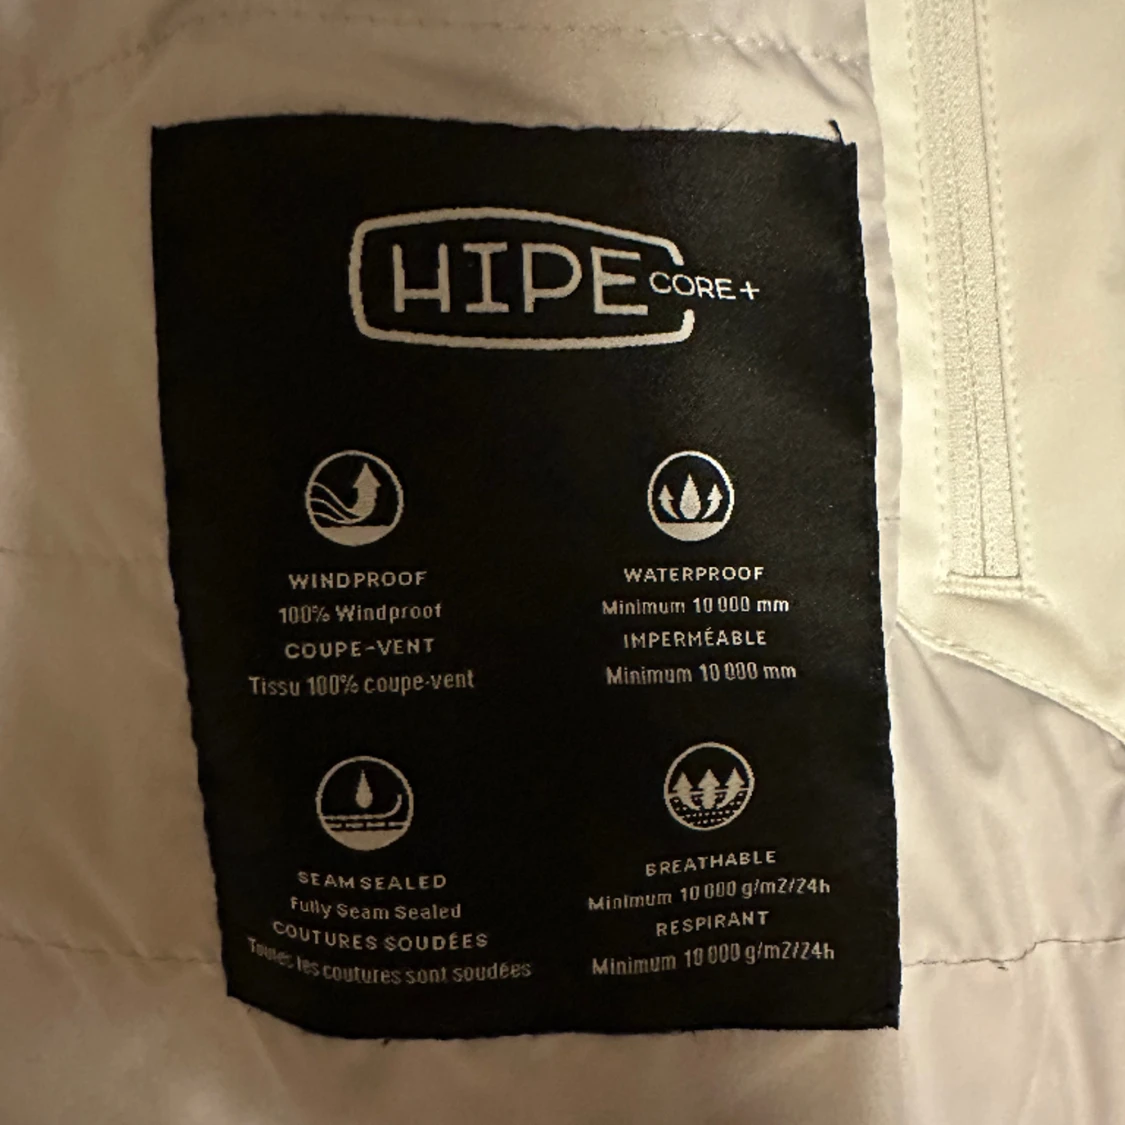 HIPE CORE+
WINDPROOF
100% Windproof
COUPE-VENT
Tissu 100% coupe-vent
WATERPROOF
Minimum 10 000 mm
IMPERMÉABLE
Minimum 10 000 mm
SEAM SEALED
Fully Seam Sealed
COUTURES SOUDÉES
Toutes les coutures sont soudées
BREATHABLE
Minimum 10 000 g/m2/24h
RESPIRANT
Minimum 10 000 g/m2/24h